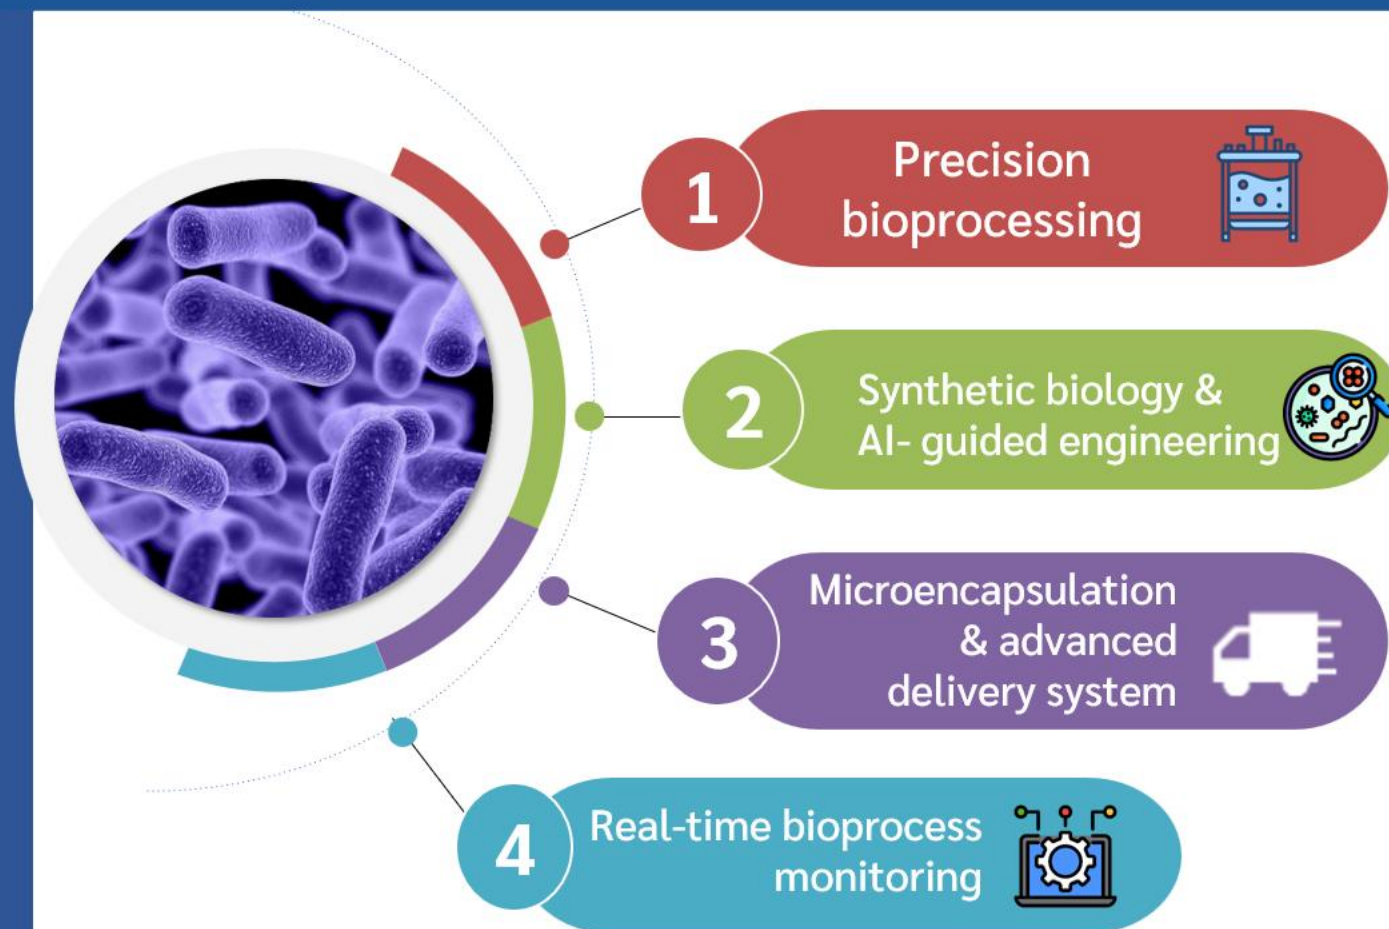 1
Precision
bioprocessing
2
Synthetic biology &
AI- guided engineering
3
Microencapsulation
& advanced
delivery system
4
Real-time bioprocess
monitoring